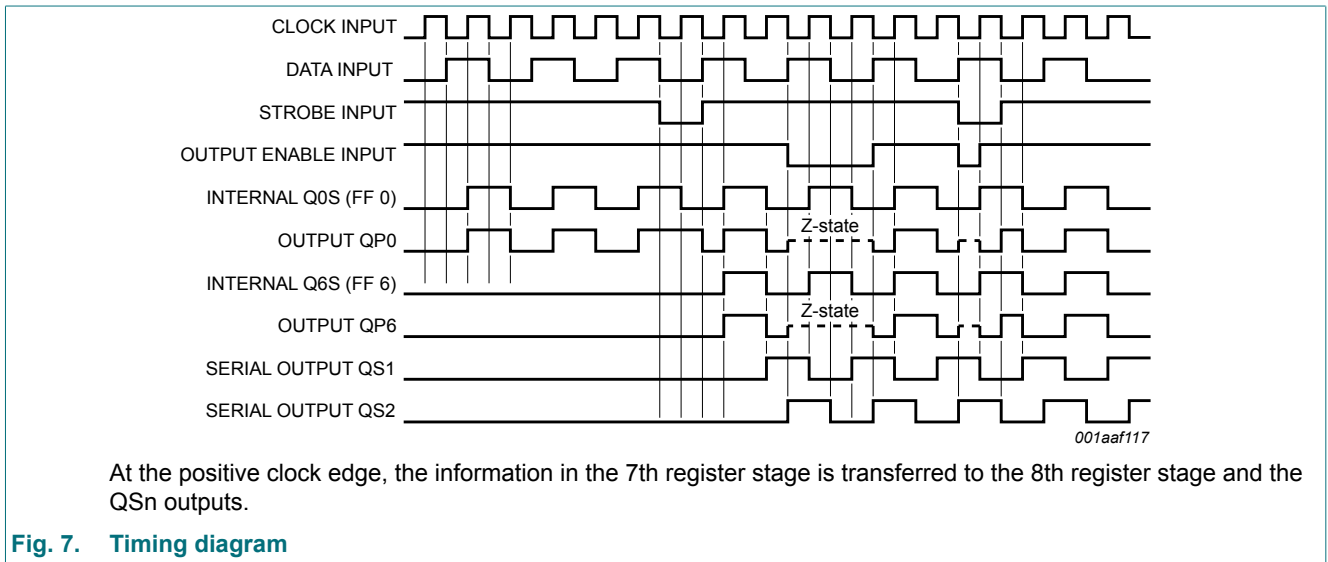 CLOCK INPUT
DATA INPUT
STROBE INPUT
OUTPUT ENABLE INPUT
INTERNAL Q0S (FF 0)
Z-state
OUTPUT QP0
INTERNAL Q6S (FF 6)
Z-state
OUTPUT QP6
SERIAL OUTPUT QS1
SERIAL OUTPUT QS2
001aaf117
At the positive clock edge, the information in the 7th register stage is transferred to the 8th register stage and the
QSn outputs.
Fig. 7. Timing diagram